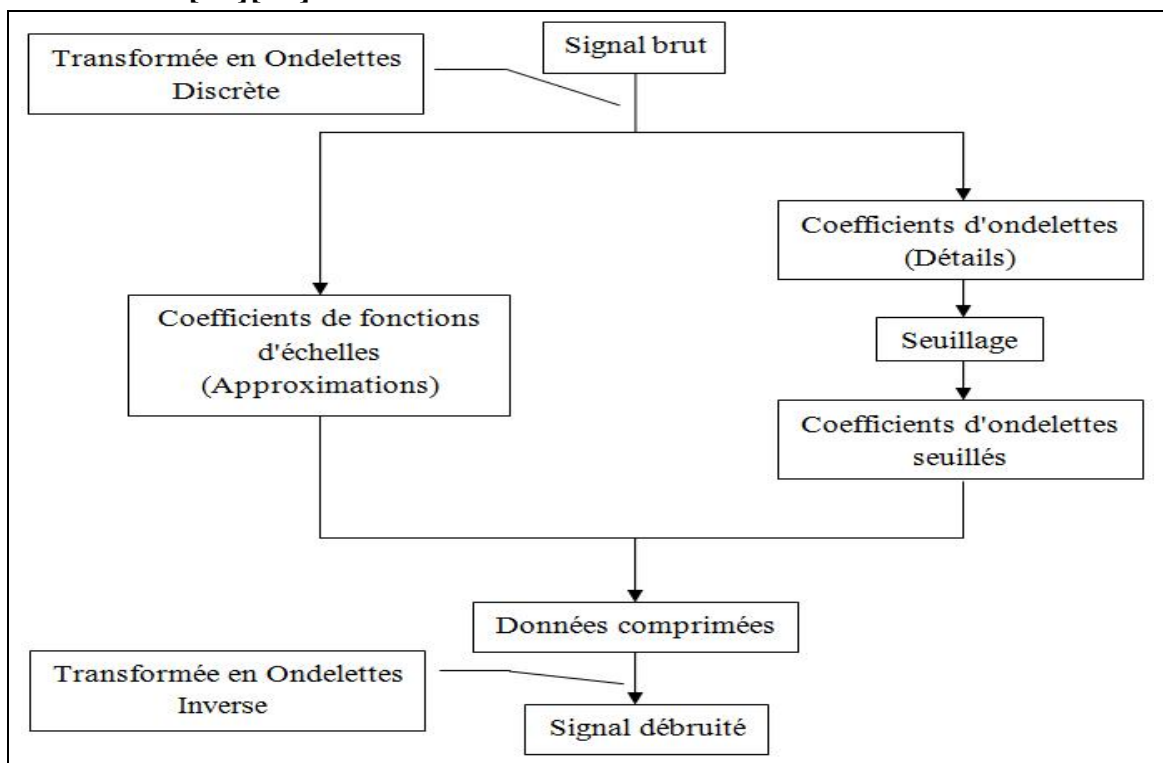 Signal brut
Transformée en Ondelettes
Discrète
Coefficients d'ondelettes
(Détails)
Coefficients de fonctions
d'échelles
(Approximations)
Seuillage
Coefficients d'ondelettes
seuillés
Données comprimées
Transformée en Ondelettes
Inverse
Signal débruité